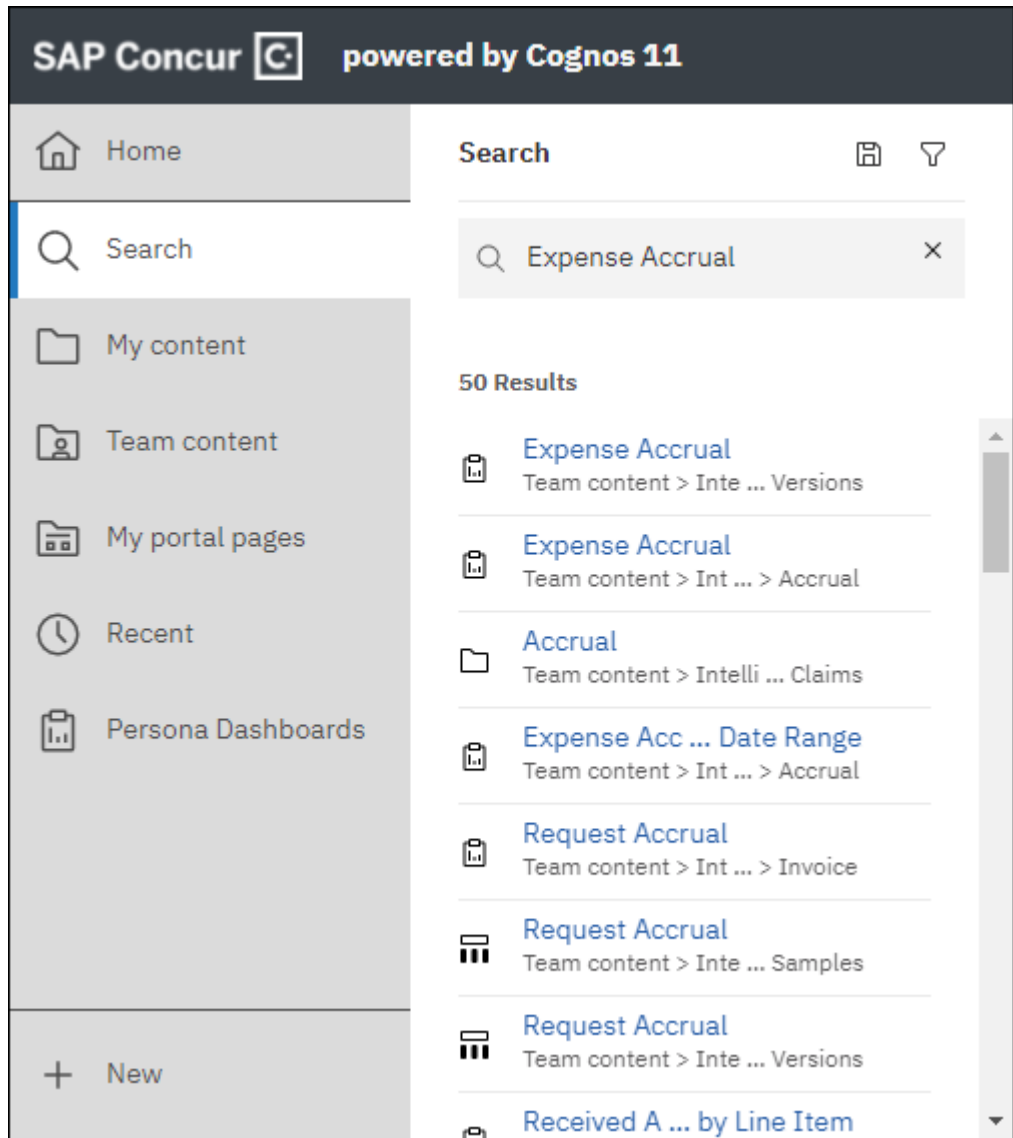 SAP Concur C powered by Cognos 11
Home
Search
My content
Team content
My portal pages
Recent
Persona Dashboards
New
Search
Expense Accrual
50 Results
Expense Accrual
Team content > Inte ... Versions
Expense Accrual
Team content > Int ... > Accrual
Accrual
Team content > Intelli ... Claims
Expense Acc ... Date Range
Team content > Int ... > Accrual
Request Accrual
Team content > Int ... > Invoice
Request Accrual
Team content > Inte ... Samples
Request Accrual
Team content > Inte ... Versions
Received A ... by Line Item